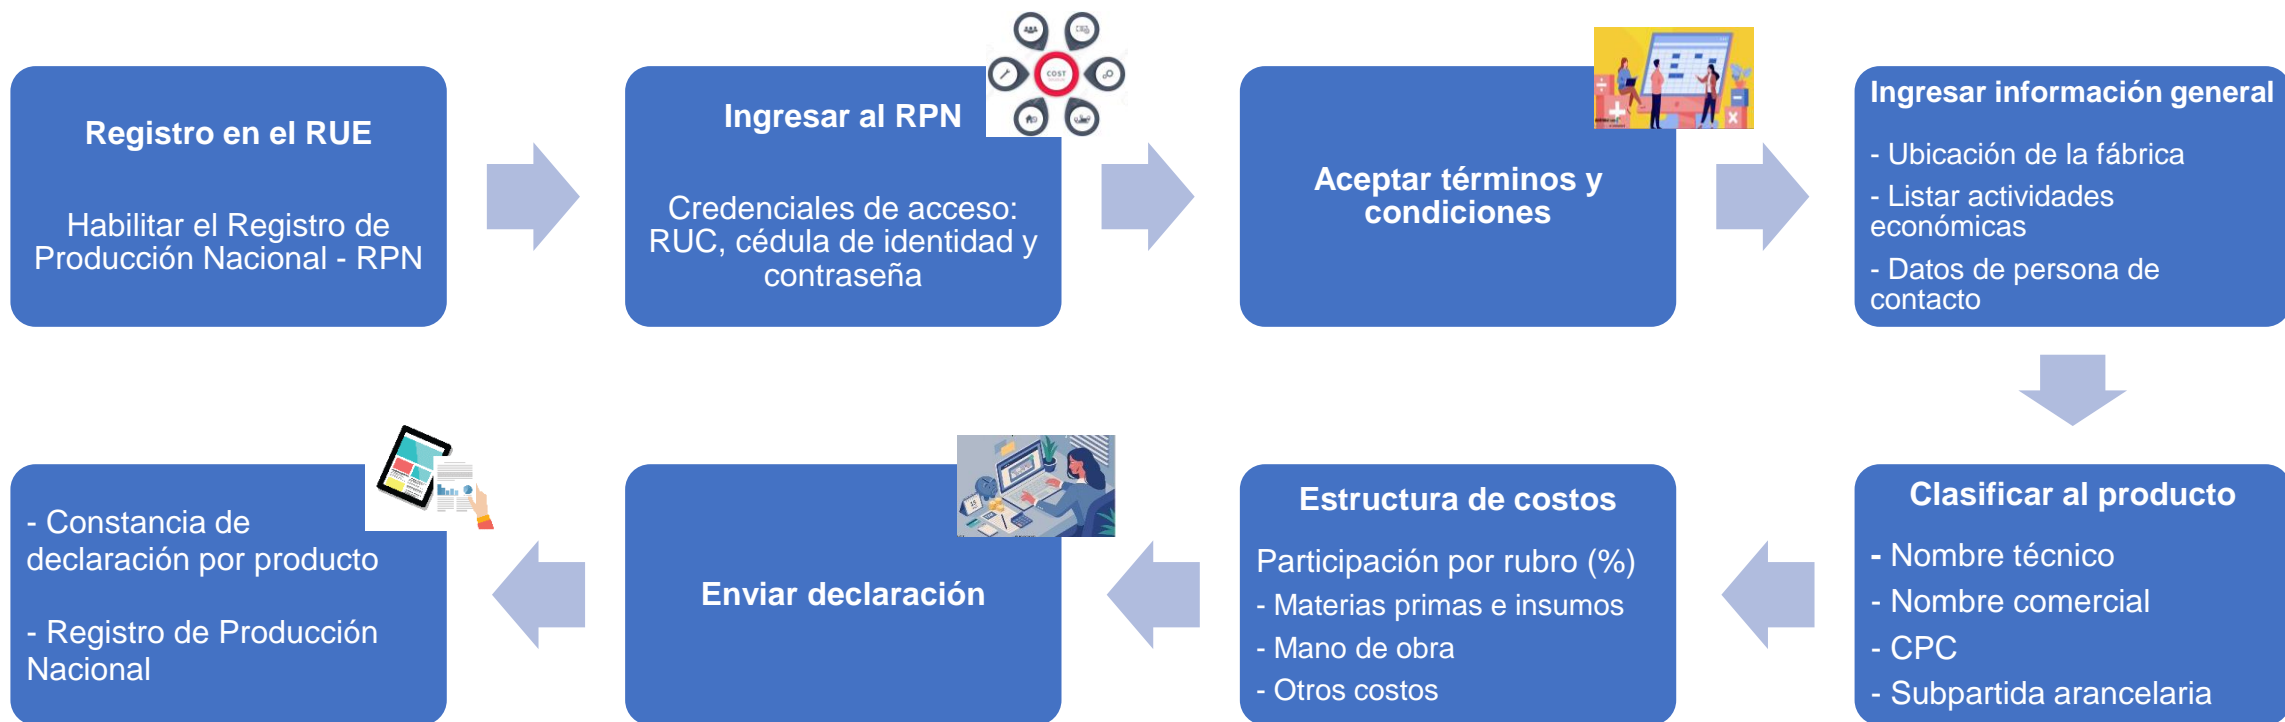 Registro en el RUE
Habilitar el Registro de
Producción Nacional - RPN
Ingresar al RPN
Credenciales de acceso:
RUC, cédula de identidad y
contraseña
COST
Aceptar términos y
condiciones
Ingresar información general
- Ubicación de la fábrica
- Listar actividades
económicas
- Datos de persona de
contacto
Clasificar al producto
- Nombre técnico
- Nombre comercial
- CPC
- Subpartida arancelaria
Estructura de costos
Participación por rubro (%)
- Materias primas e insumos
- Mano de obra
- Otros costos
Enviar declaración
- Constancia de
declaración por producto
- Registro de Producción
Nacional